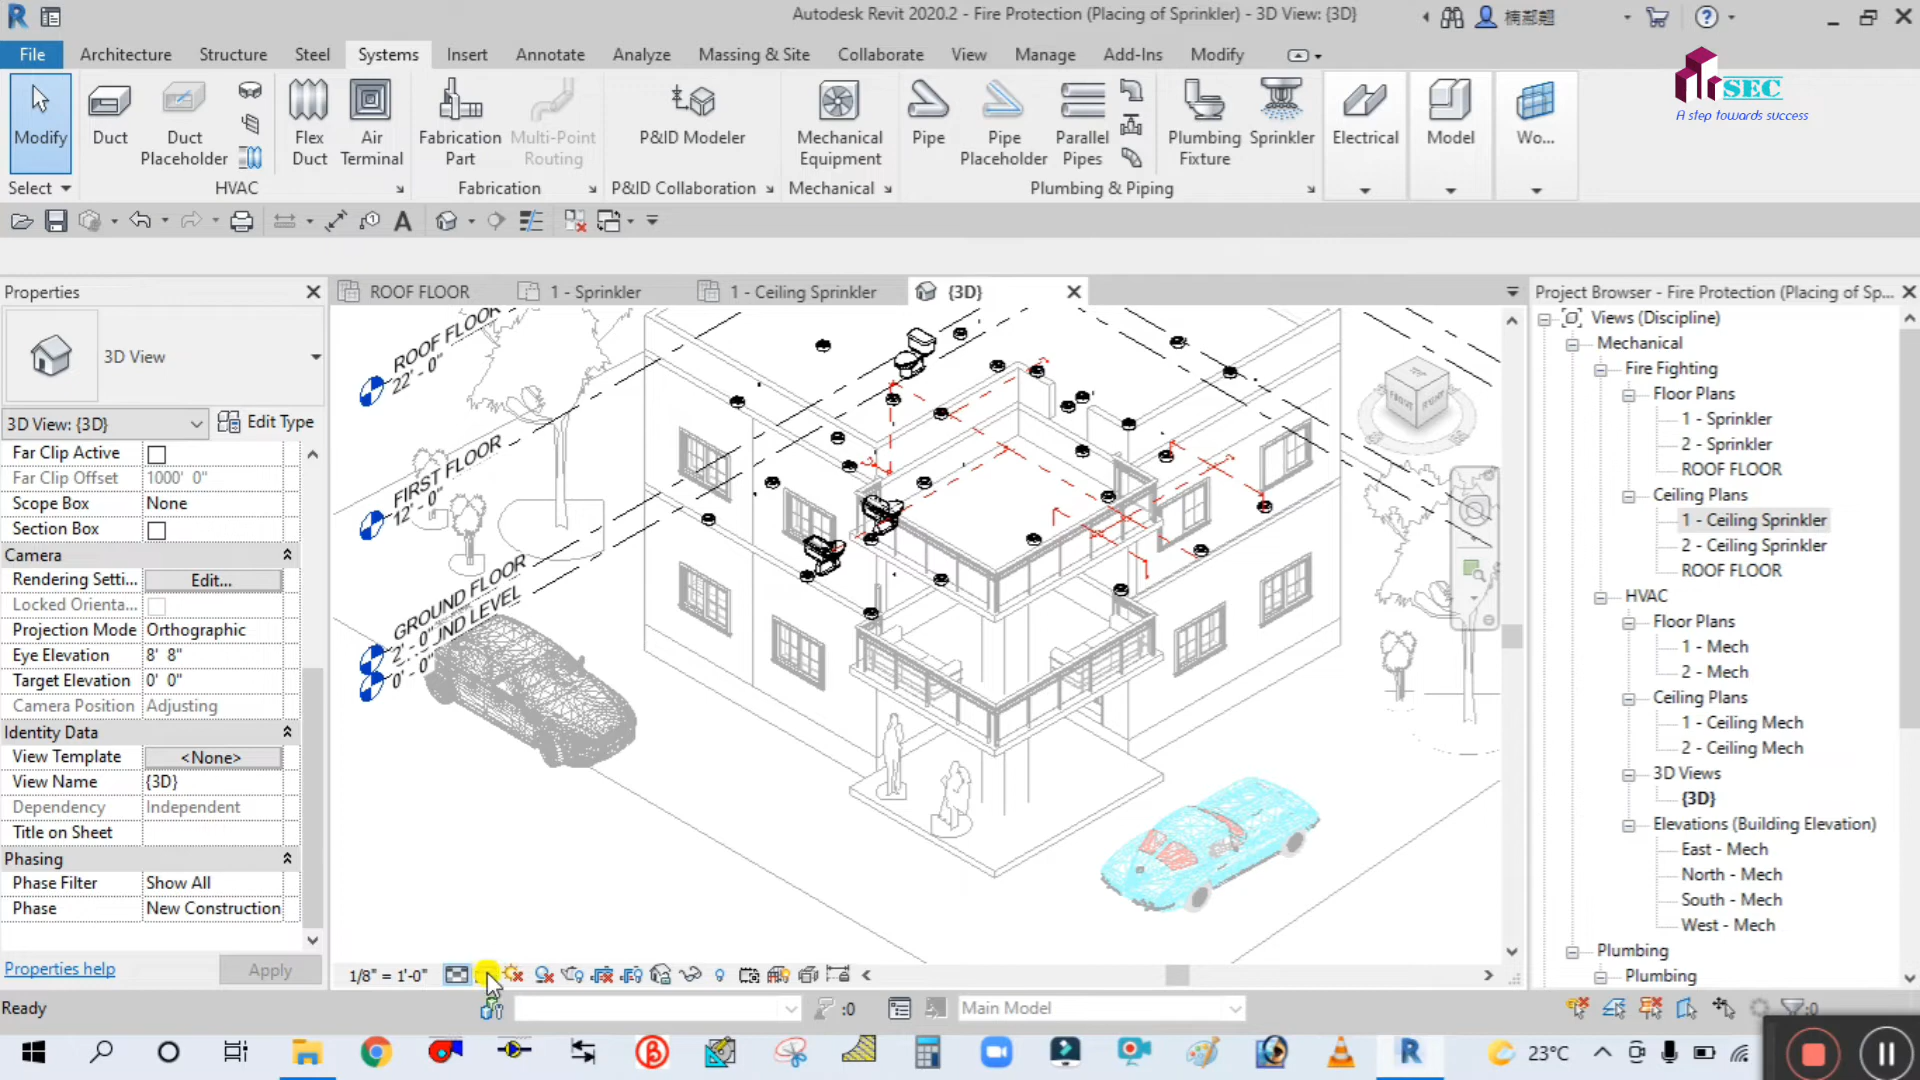 Autodesk Revit 2020.2 - Fire Protection (Placing of Sprinkler) - 3D View: {3D}
File Architecture Structure Steel Systems Insert Annotate Analyze Massing & Site Collaborate View Manage Add-Ins Modify
SEC
A step towards success
Modify Duct Duct Placeholder Flex Duct Air Terminal Fabrication Part Multi-Point Routing P&ID Modeler Mechanical Equipment Pipe Pipe Placeholder Parallel Pipes Plumbing Fixture Sprinkler Electrical Model Wo...
Select HVAC Fabrication P&ID Collaboration Mechanical Plumbing & Piping
Properties
ROOF FLOOR 1 - Sprinkler 1 - Ceiling Sprinkler {3D}
3D View
3D View: {3D} Edit Type
Far Clip Active
Far Clip Offset 1000' 0"
Scope Box None
Section Box
Camera
Rendering Setti... Edit...
Locked Orienta...
Projection Mode Orthographic
Eye Elevation 8' 8"
Target Elevation 0' 0"
Camera Position Adjusting
Identity Data
View Template <None>
View Name {3D}
Dependency Independent
Title on Sheet
Phasing
Phase Filter Show All
Phase New Construction
Properties help Apply
ROOF FLOOR
22' - 0"
FIRST FLOOR
12' - 0"
GROUND FLOOR
2' - 0"
UND LEVEL
0' - 0"
FRONT RIGHT
Project Browser - Fire Protection (Placing of Sp...
Views (Discipline)
Mechanical
Fire Fighting
Floor Plans
1 - Sprinkler
2 - Sprinkler
ROOF FLOOR
Ceiling Plans
1 - Ceiling Sprinkler
2 - Ceiling Sprinkler
ROOF FLOOR
HVAC
Floor Plans
1 - Mech
2 - Mech
Ceiling Plans
1 - Ceiling Mech
2 - Ceiling Mech
3D Views
{3D}
Elevations (Building Elevation)
East - Mech
North - Mech
South - Mech
West - Mech
Plumbing
Plumbing
1/8" = 1'-0"
Ready :0 Main Model :0
23°C